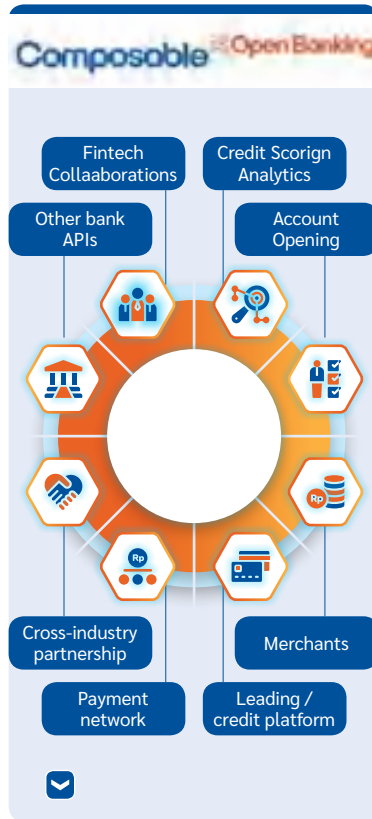 Composoble Open Banking
Fintech
Collaaborations
Credit Scorign
Analytics
Other bank
APIs
Account
Opening
Rp
Rp
Cross-industry
partnership
Merchants
Payment
network
Leading /
credit platform